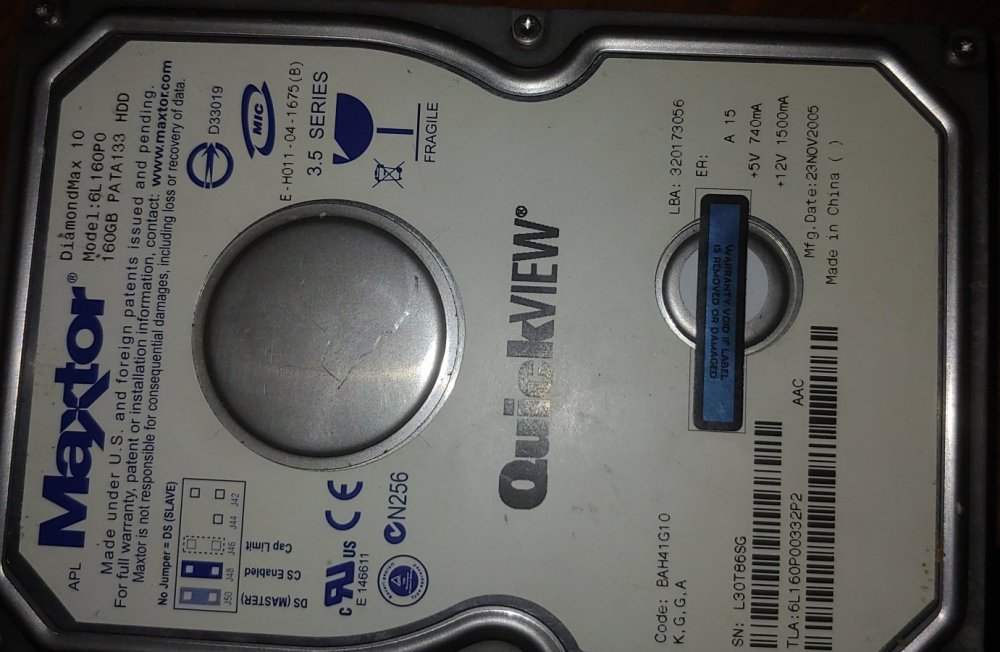 APL
Maxtor®
DiamondMax 10
Model:6L160P0
160GB PATA133 HDD
Made under U.S. and foreign patents issued and pending.
For full warranty, patent or installation information, contact: www.maxtor.com
Maxtor is not responsible for consequential damages, including loss or recovery of data.
No Jumper = DS (SLAVE)
DS (MASTER)
CS Enabled
Cap Limit
J50
J48
J46
J44
J42
D33019
MIC
E-H011-04-1675(B)
3.5 SERIES
FRAGILE
c RU us
E 146611
CE
N256
QuickVIEW®
LBA: 320173056
ER: A 15
+5V 740mA
+12V 1500mA
Mfg.Date:23NOV2005
Made in China ( )
WARRANTY VOID IF LABEL
IS REMOVED OR DAMAGED
Code: BAH41G10
K,G,G,A
SN: L30T86SG
AAC
TLA:6L160P00332P2